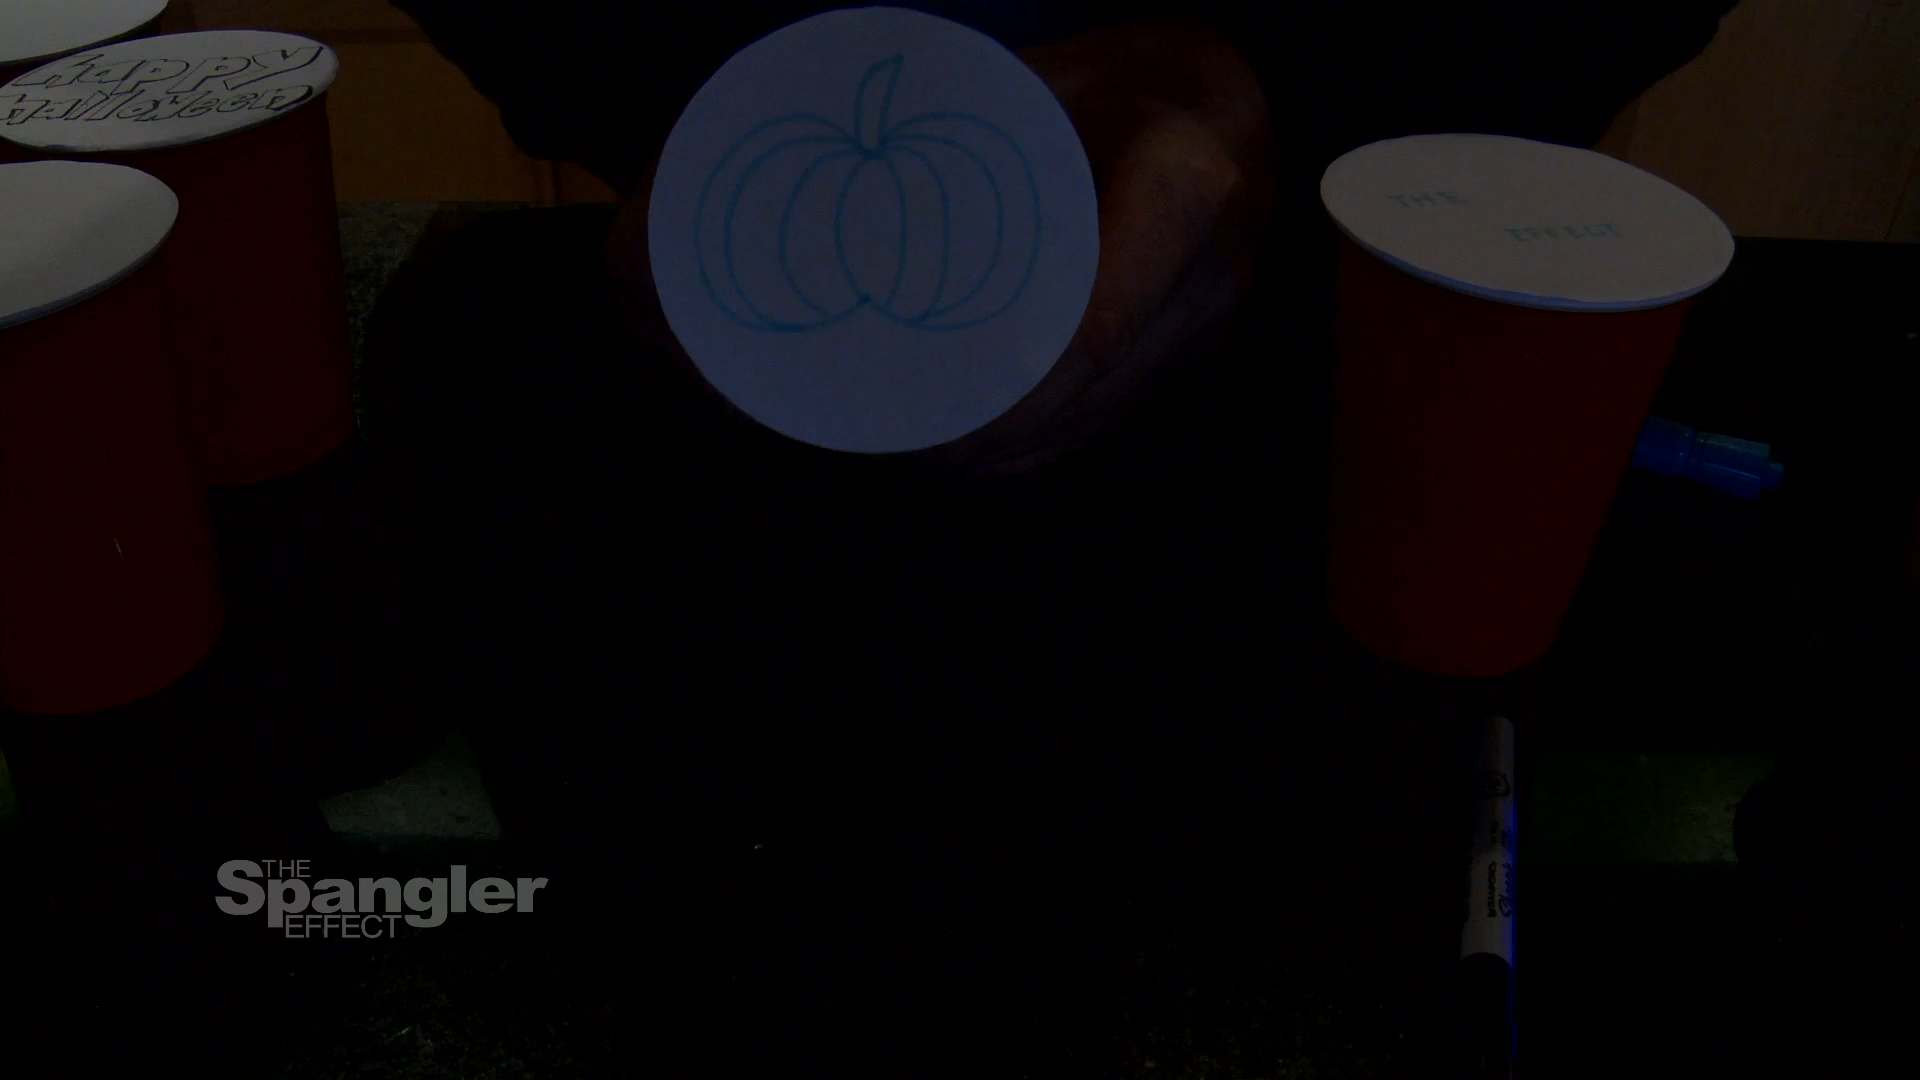 Happy
halloween
THE
EFFECT
THE
Spangler
EFFECT